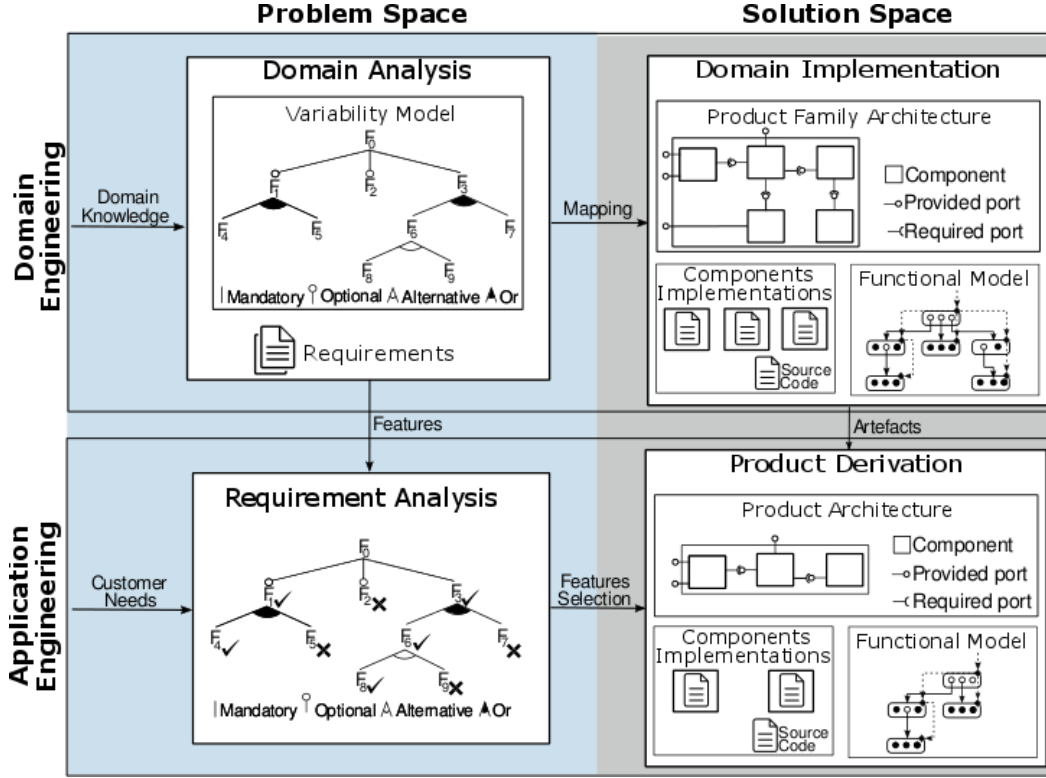 Problem Space
Solution Space
Domain Engineering
Domain Analysis
Variability Model
F0
F1
F2
F3
F4
F5
F6
F7
F8
F9
Mandatory Optional Alternative Or
Requirements
Domain
Knowledge
Mapping
Domain Implementation
Product Family Architecture
Component
Provided port
Required port
Components
Implementations
Source
Code
Functional Model
Features
Artefacts
Application Engineering
Customer
Needs
Requirement Analysis
F0
F1
F2
F3
F4
F5
F6
F7
F8
F9
Mandatory Optional Alternative Or
Features
Selection
Product Derivation
Product Architecture
Component
Provided port
Required port
Components
Implementations
Source
Code
Functional Model